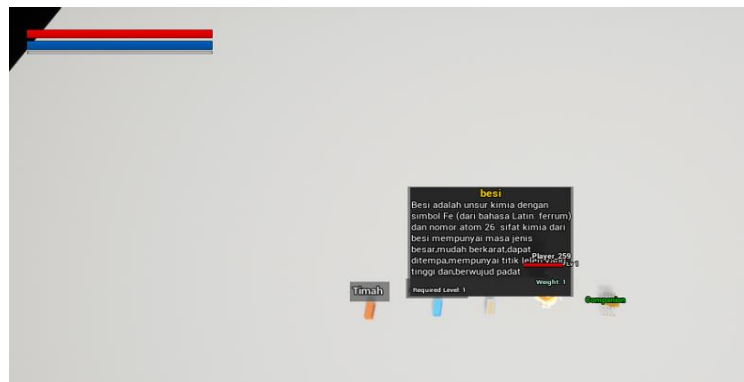 besi
Besi adalah unsur kimia dengan
simbol Fe (dari bahasa Latin: ferrum)
dan nomor atom 26. sifat kimia dari
besi mempunyai masa jenis
besar,mudah berkarat,dapat
ditempa,mempunyai titik
tinggi dan,berwujud padat
Player_259
Lv 1
Weight: 1
Required Level: 1
Timah
Companion